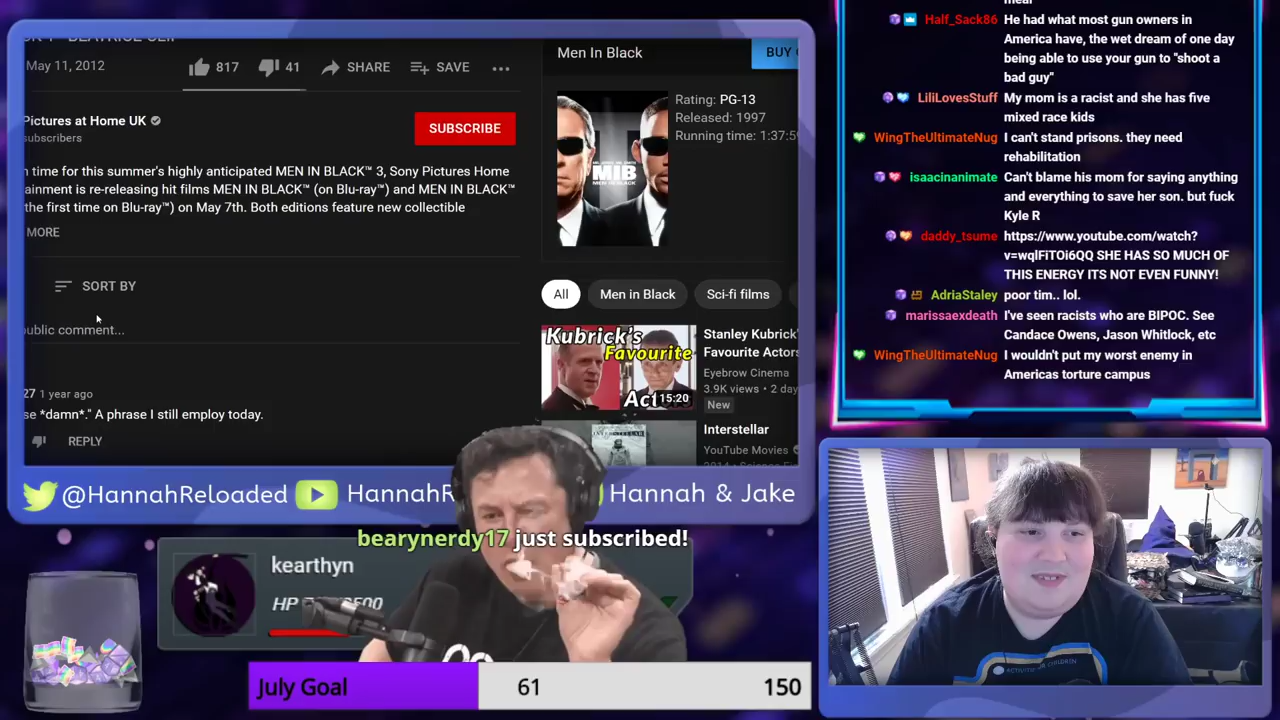 May 11, 2012
817
41
SHARE
SAVE
Pictures at Home UK
subscribers
SUBSCRIBE
time for this summer's highly anticipated MEN IN BLACK™ 3, Sony Pictures Home
ainment is re-releasing hit films MEN IN BLACK™ (on Blu-ray™) and MEN IN BLACK™
the first time on Blu-ray™) on May 7th. Both editions feature new collectible
MORE
SORT BY
public comment...
27 1 year ago
se *damn*." A phrase I still employ today.
REPLY
Men In Black
BUY
Rating: PG-13
Released: 1997
Running time: 1:37:5
MIB
MEN IN BLACK
All
Men in Black
Sci-fi films
Kubrick's
Favourite
Act
15:20
Stanley Kubrick'
Favourite Actors
Eyebrow Cinema
3.9K views • 2 day
New
Interstellar
YouTube Movies
@HannahReloaded
HannahR
Hannah & Jake
bearynerdy17 just subscribed!
kearthyn
HP
500
July Goal
61
150
Half_Sack86
He had what most gun owners in
America have, the wet dream of one day
being able to use your gun to "shoot a
bad guy"
LiliLovesStuff
My mom is a racist and she has five
mixed race kids
WingTheUltimateNug
I can't stand prisons. they need
rehabilitation
isaacinanimate
Can't blame his mom for saying anything
and everything to save her son. but fuck
Kyle R
daddy_tsume
https://www.youtube.com/watch?
v=wqlFiTOi6QQ SHE HAS SO MUCH OF
THIS ENERGY ITS NOT EVEN FUNNY!
AdriaStaley
poor tim.. lol.
marissaexdeath
I've seen racists who are BIPOC. See
Candace Owens, Jason Whitlock, etc
WingTheUltimateNug
I wouldn't put my worst enemy in
Americas torture campus